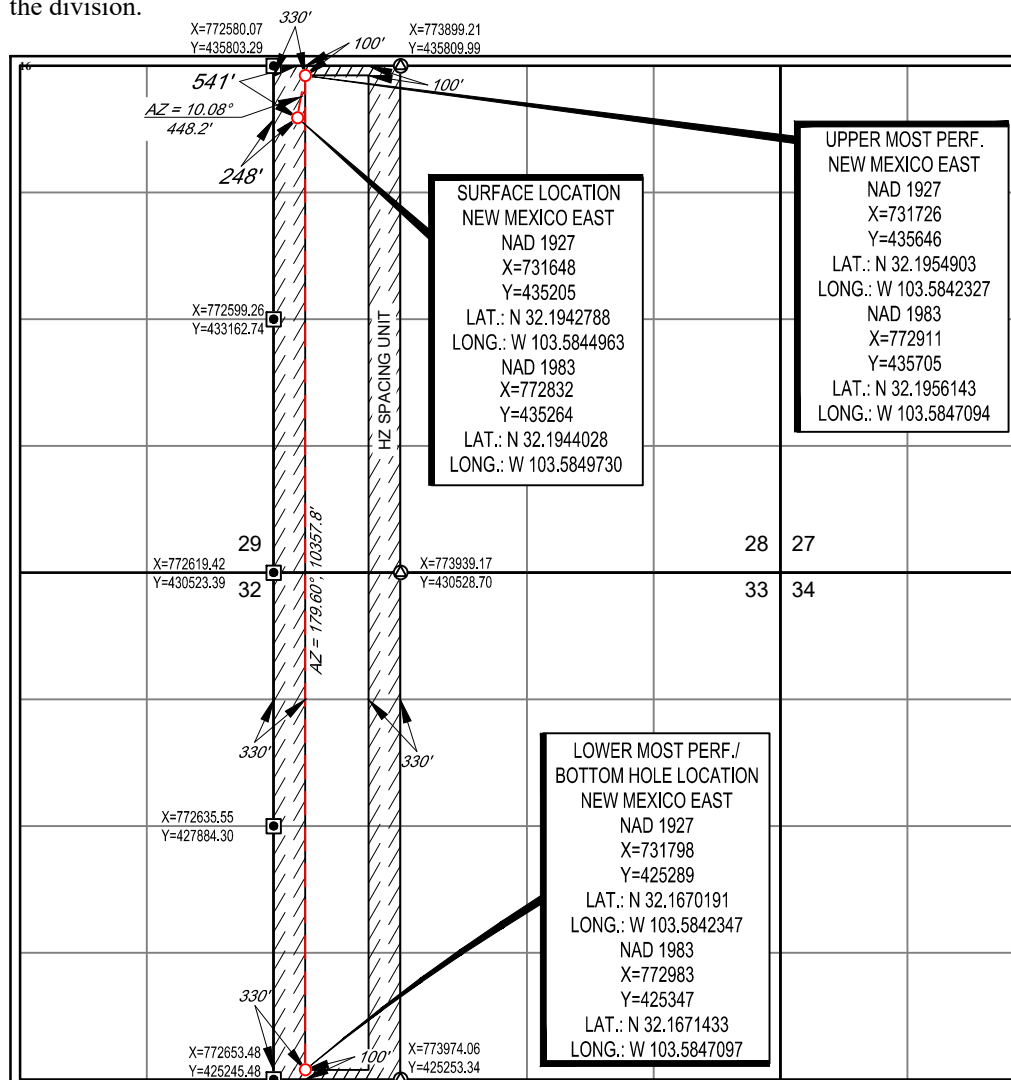 the division.
X=772580.07
Y=435803.29
330'
100'
X=773899.21
Y=435809.99
16
541'
100'
AZ = 10.08°
448.2'
248'
UPPER MOST PERF.
NEW MEXICO EAST
NAD 1927
X=731726
Y=435646
LAT.: N 32.1954903
LONG.: W 103.5842327
NAD 1983
X=772911
Y=435705
LAT.: N 32.1956143
LONG.: W 103.5847094
SURFACE LOCATION
NEW MEXICO EAST
NAD 1927
X=731648
Y=435205
LAT.: N 32.1942788
LONG.: W 103.5844963
NAD 1983
X=772832
Y=435264
LAT.: N 32.1944028
LONG.: W 103.5849730
X=772599.26
Y=433162.74
HZ SPACING UNIT
AZ = 179.60°, 10357.8'
29
28
27
X=772619.42
Y=430523.39
X=773939.17
Y=430528.70
32
33
34
330'
330'
LOWER MOST PERF./
BOTTOM HOLE LOCATION
NEW MEXICO EAST
NAD 1927
X=731798
Y=425289
LAT.: N 32.1670191
LONG.: W 103.5842347
NAD 1983
X=772983
Y=425347
LAT.: N 32.1671433
LONG.: W 103.5847097
X=772635.55
Y=427884.30
330'
X=772653.48
Y=425245.48
100'
X=773974.06
Y=425253.34